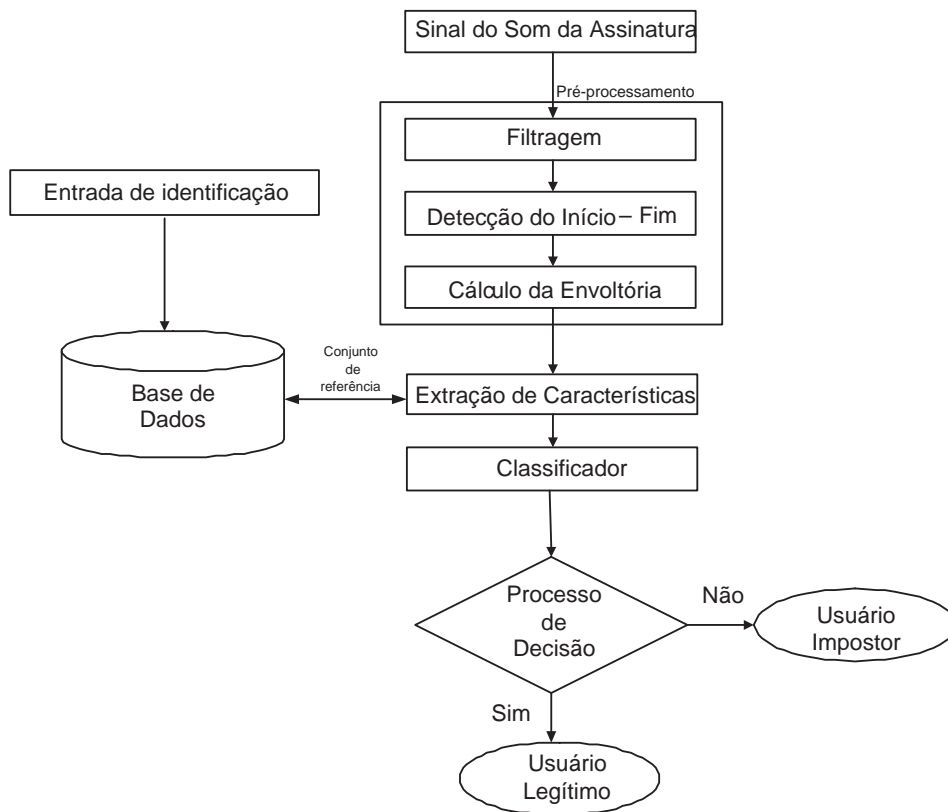 Sinal do Som da Assinatura
Pré-processamento
Filtragem
Entrada de identificação
Detecção do Início – Fim
Cálculo da Envoltória
Conjunto
de
referência
Base de
Dados
Extração de Características
Classificador
Processo
de
Decisão
Não
Usuário
Impostor
Sim
Usuário
Legítimo